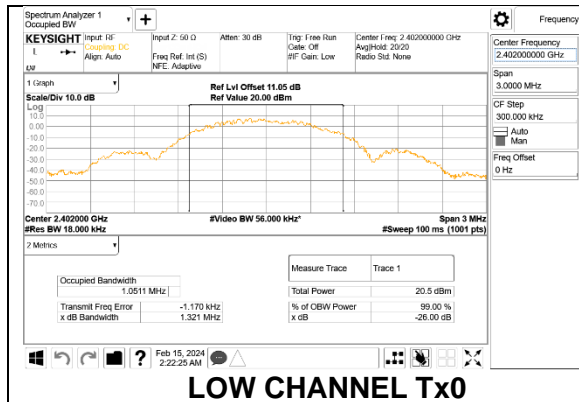 Spectrum Analyzer 1
Occupied BW
+
Frequency
KEYSIGHT Input: RF
Coupling: DC
Align: Auto
Input Z: 50 Ω
Freq Ref: Int (S)
NFE: Adaptive
Atten: 30 dB
Trig: Free Run
Gate: Off
#IF Gain: Low
Center Freq: 2.402000000 GHz
Avg|Hold: 20/20
Radio Std: None
Center Frequency
2.402000000 GHz
Span
3.0000 MHz
CF Step
300.000 kHz
Auto
Man
Freq Offset
0 Hz
1 Graph
Scale/Div 10.0 dB
Ref Lvl Offset 11.05 dB
Ref Value 20.00 dBm
Log
10.0
0.00
-10.0
-20.0
-30.0
-40.0
-50.0
-60.0
-70.0
Center 2.402000 GHz
#Res BW 18.000 kHz
#Video BW 56.000 kHz*
Span 3 MHz
#Sweep 100 ms (1001 pts)
2 Metrics
Measure Trace Trace 1
Occupied Bandwidth
1.0511 MHz
Total Power 20.5 dBm
Transmit Freq Error -1.170 kHz
% of OBW Power 99.00 %
x dB Bandwidth 1.321 MHz
x dB -26.00 dB
?
Feb 15, 2024
2:22:25 AM
LOW CHANNEL Tx0